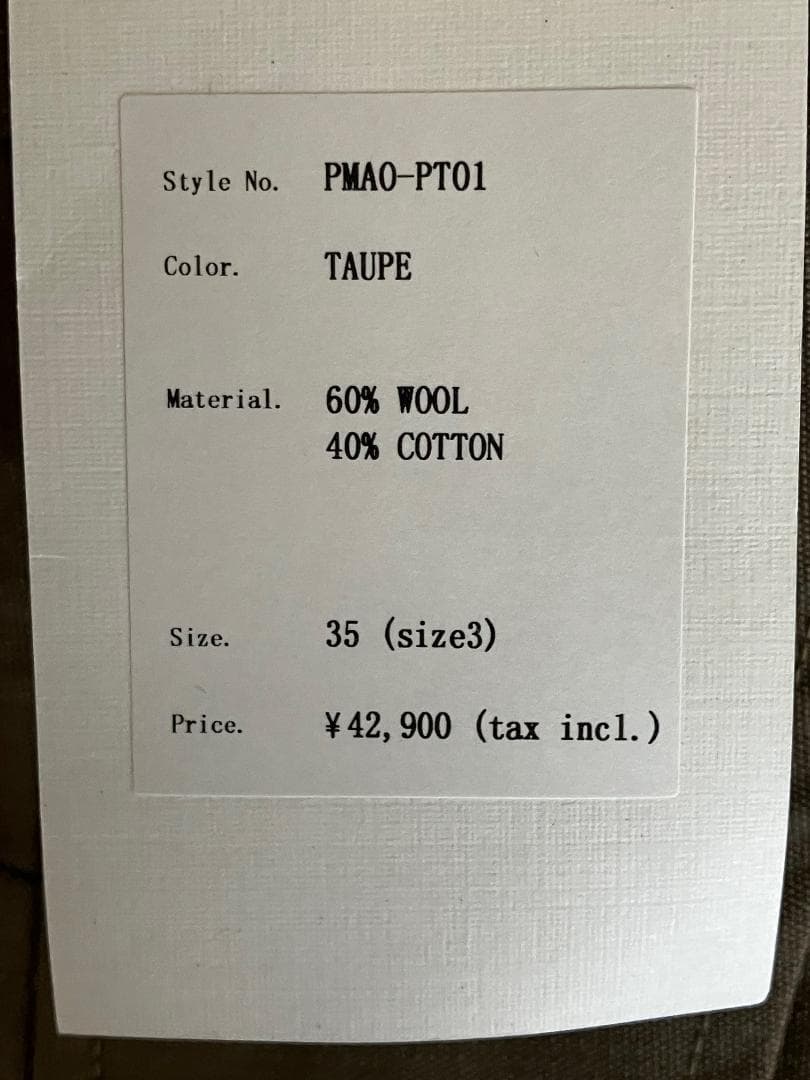 Style No. PMAO-PT01
Color. TAUPE
Material. 60% WOOL
40% COTTON
Size. 35 (size3)
Price. ¥42,900 (tax incl.)